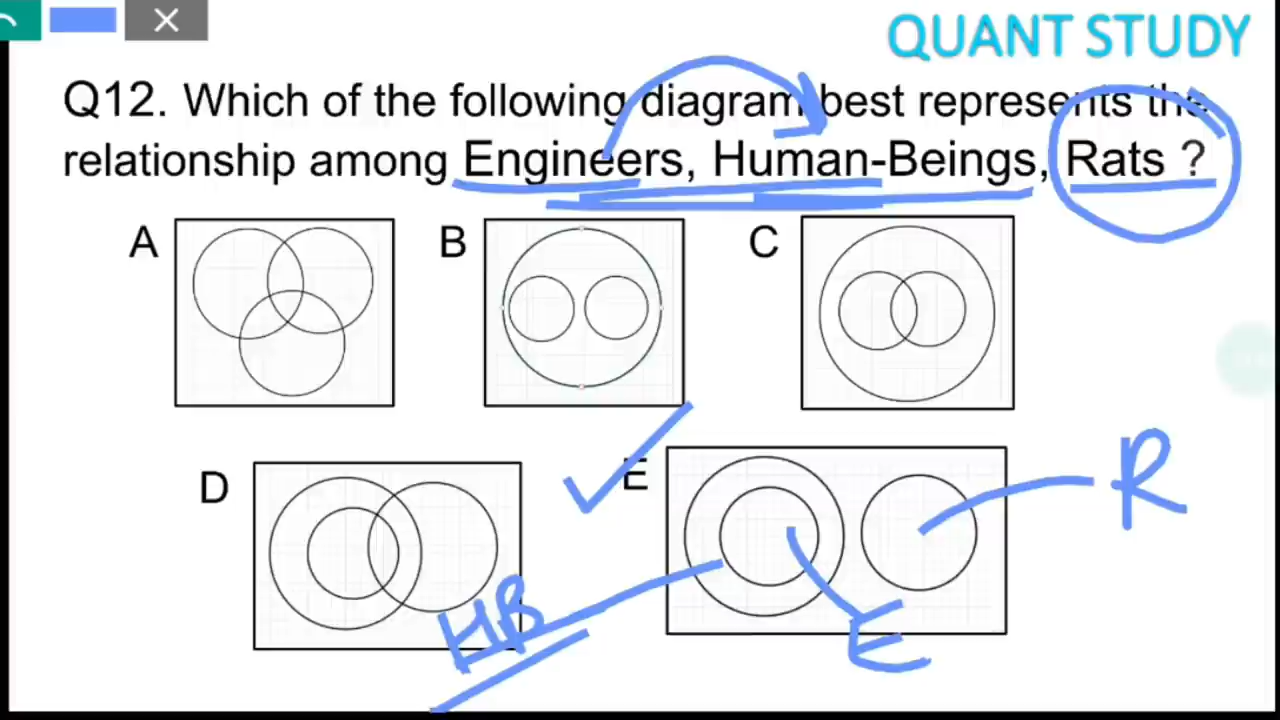 QUANT STUDY
Q12. Which of the following diagram best represents the
relationship among Engineers, Human-Beings, Rats ?
A
B
C
D
E
R
HB
E